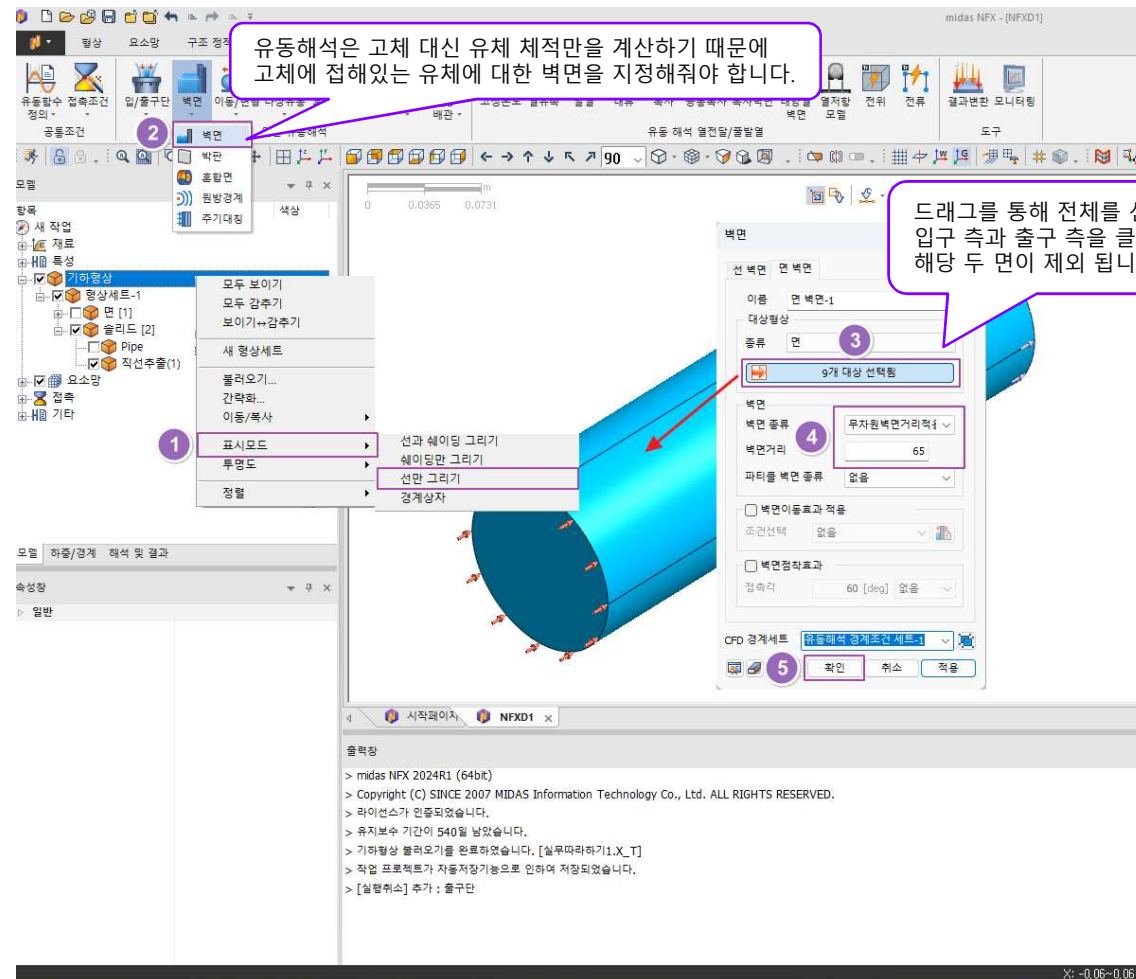 midas NFX - [NFXD1]
형상 요소망 구조 정적
유동해석은 고체 대신 유체 체적만을 계산하기 때문에
고체에 접해있는 유체에 대한 벽면을 지정해줘야 합니다.
유동함수 접촉조건 입/출구단 벽면
정의
배관
벽면 모델
열저항 전위 전류 결과변환 모니터링
공통조건
유동 해석 열전달/줄발열
도구
2
벽면
박판
혼합면
원방경계
주기대칭
90
모델
항목 색상
새 작업
재료
특성
기하형상
형상세트-1
면 [1]
솔리드 [2]
Pipe
직선추출(1)
요소망
접촉
기타
모두 보이기
모두 감추기
보이기↔감추기
새 형상세트
불러오기...
간략화...
이동/복사
1
표시모드
투명도
정렬
선과 쉐이딩 그리기
쉐이딩만 그리기
선만 그리기
경계상자
모델 하중/경계 해석 및 결과
속성창
일반
m
0 0.0365 0.0731
드래그를 통해 전체를
입구 측과 출구 측을 클
해당 두 면이 제외 됩니
벽면
선 벽면 면 벽면
이름 면 벽면-1
대상형상
종류 면
3
9개 대상 선택됨
벽면
벽면 종류
4
벽면거리 65
파티클 벽면 종류 없음
벽면이동효과 적용
조건선택 없음
벽면점착효과
접촉각 60 [deg] 없음
CFD 경계세트 유동해석 경계조건 세트-1
5
확인 취소 적용
시작페이지 NFXD1
출력창
> midas NFX 2024R1 (64bit)
> Copyright (C) SINCE 2007 MIDAS Information Technology Co., Ltd. ALL RIGHTS RESERVED.
> 라이센스가 인증되었습니다.
> 유지보수 기간이 540일 남았습니다.
> 기하형상 불러오기를 완료하였습니다. [실무따라하기1.X_T]
> 작업 프로젝트가 자동저장기능으로 인하여 저장되었습니다.
> [실행취소] 추가 : 출구단
X: -0.06~0.06